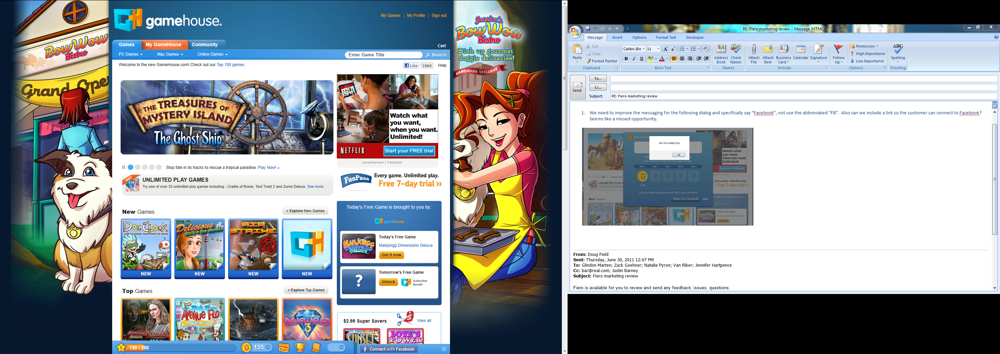 Bow Wow
Bistro
Grand Ope
gamehouse.
My Games
My Profile
Sign out
Games
My GameHouse
Community
Cart
PC Games
Mac Games
Online Games
Enter Game Title
Search
Welcome to the new GameHouse.com! Check out our Top 100 games.
Like
186K
Help
THE TREASURES OF
MYSTERY ISLAND
The Ghost Ship
Stop fate in its tracks to rescue a tropical paradise. Play Now! »
HOT
UNLIMITED PLAY GAMES
Try one of over 35 unlimited play games including - Cradle of Rome, Text Twist 2 and Zuma Deluxe. See more.
New Games
+ Explore New Games
DOC CLOCK
Delicious
Emily's Tea Garden
AIR
STRIKE
GH
NEW
NEW
NEW
NEW
Top Games
+ Explore Top Games
Victorian Mysteries
AVENUE FLO
Special Delivery
BEJEWELED
3
Watch what
you want,
when you want.
Unlimited!
NETFLIX
Start your FREE trial
Advertisement | Feedback
FunPass
Every game. Unlimited play.
Free 7-day trial »
Today's Free Game is brought to you by:
gamehouse.
MAHJONGG
DIMENSIONS
DELUXE
Today's Free Game
Mahjongg Dimensions Deluxe
Get it now
?
Tomorrow's Free Game
Unlock
Subscriber
Benefit
$2.99 Super Savers
View all
SUNSET
LOVE'S
POWER
1
120 / 200
G
135
Connect with Facebook
Jessica's
Bow Wow
Bistro
Dish up gourmet
doggie delicacies!
GAMEHOUSE EXCLUSIVE
RE: Fiero marketing review - Message (HTML)
Message
Insert
Options
Format Text
Developer
Paste
Cut
Copy
Format Painter
Clipboard
Calibri (Bo
11
B I U
Basic Text
Address
Book
Check
Names
Names
Attach
File
Attach
Item
Business
Card
Calendar
Signature
Include
Follow
Up
Permission
High Importance
Low Importance
Options
ABC
Spelling
Proofing
Send
To...
Cc...
Subject:
RE: Fiero marketing review
1. We need to improve the messaging for the following dialog and specifically say “Facebook”, not use the abbreviated “FB”. Also can we include a link so the customer can connect to Facebook?
Seems like a missed opportunity.
NOT FB CONNECTED
OK
Earn special rewards for even longer streaks.
Day 1 Day 2 Day 3 Day 4 Day 5
G ? ? ? ?
+15
Tell your friends and share some FREE coins with them!
Share on Facebook
Skip
Watch what
you want,
when you want.
Unlimited!
Start your FREE trial
Every game. Unlimited play.
Free 7-day trial »
UNLIMITED PLAY G
New Games
Today's Free Game
Mahjongg Dimensions Deluxe
Get it now
From: Doug Field
Sent: Thursday, June 30, 2011 12:07 PM
To: Glindon Marten; Zack Goehner; Natalie Pyron; Van Riker; Jennifer Hartpence
Cc: bar@real.com; Justin Barney
Subject: Fiero marketing review
Fiero is available for you to review and send any feedback, issues, questions.